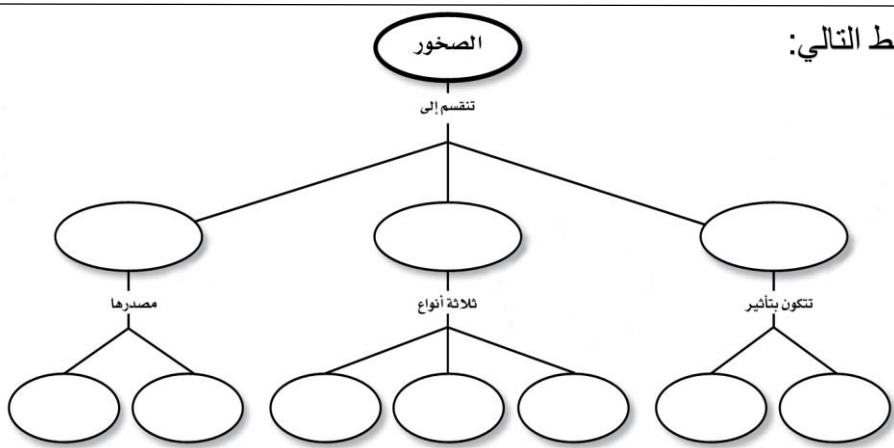 ط التالي:
الصخور
تنقسم إلى
تتكون بتأثير
ثلاثة أنواع
مصدرها